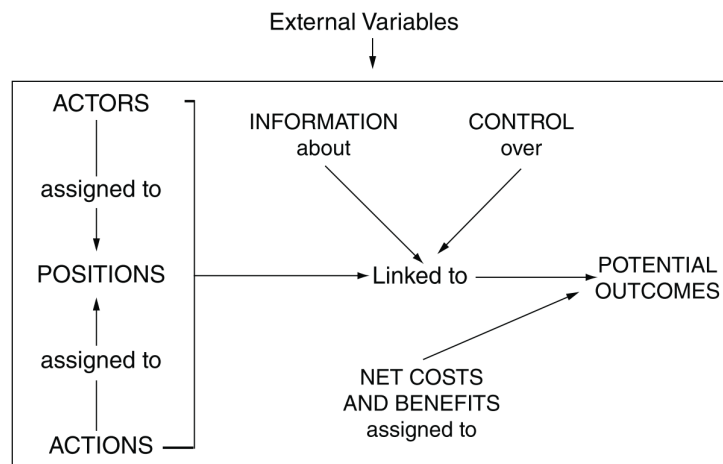 External Variables
ACTORS
assigned to
POSITIONS
assigned to
ACTIONS
INFORMATION
about
CONTROL
over
Linked to
POTENTIAL
OUTCOMES
NET COSTS
AND BENEFITS
assigned to